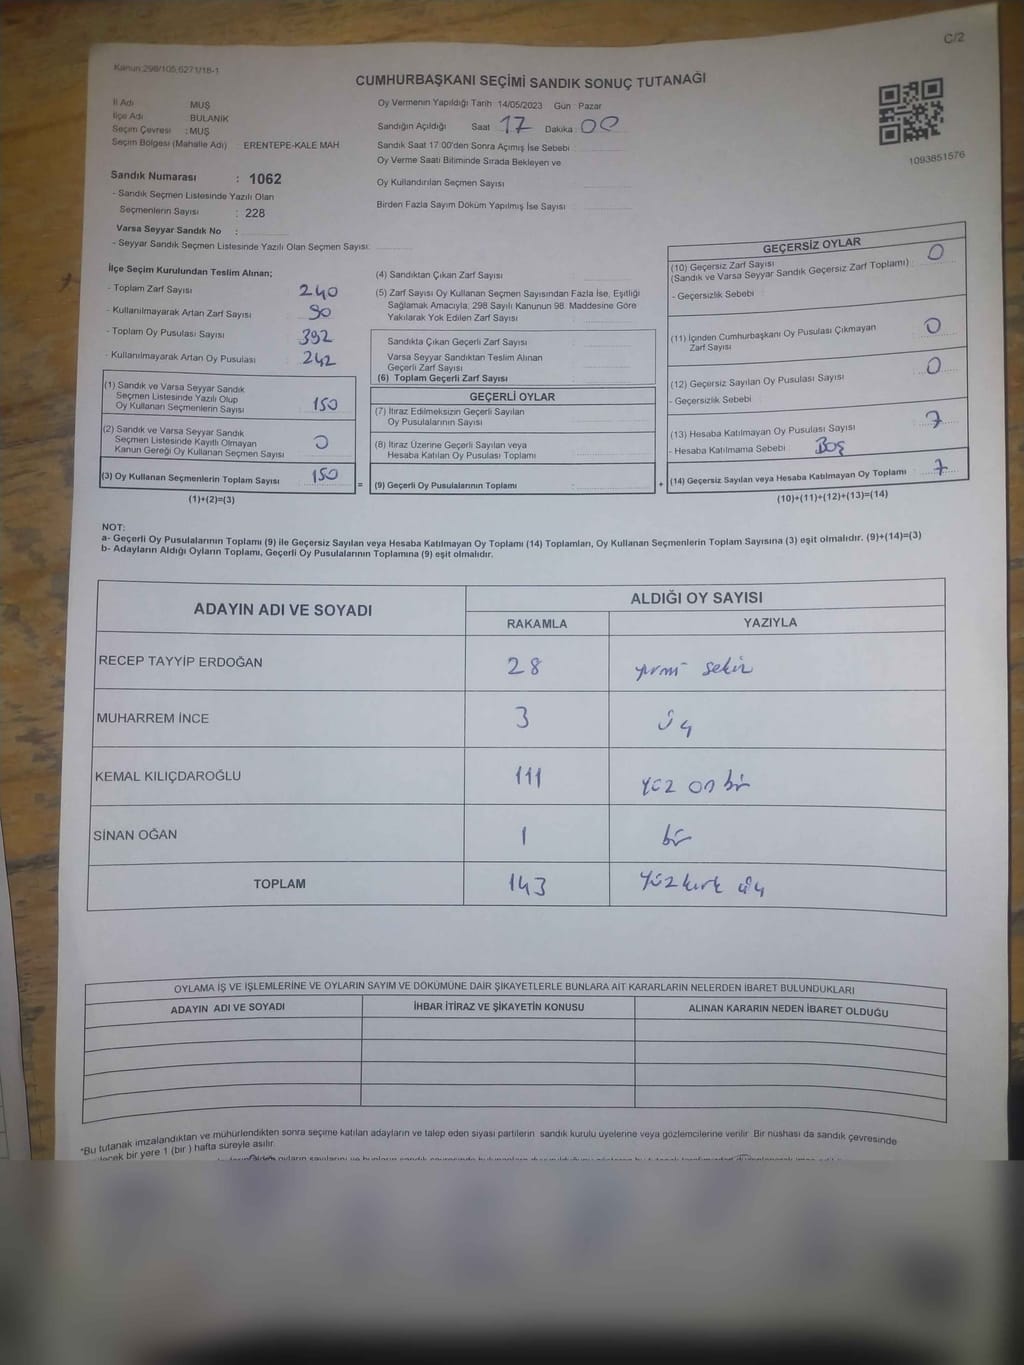 C/2
Kanun:298/105,6271/18-1
CUMHURBAŞKANI SEÇİMİ SANDIK SONUÇ TUTANAĞI
İl Adı MUŞ
İlçe Adı BULANIK
Seçim Çevresi : MUŞ
Seçim Bölgesi (Mahalle Adı) ERENTEPE-KALE MAH
Oy Vermenin Yapıldığı Tarih 14/05/2023 Gün Pazar
Sandığın Açıldığı Saat 17 Dakika 00
Sandık Saat 17:00'den Sonra Açımış İse Sebebi
Oy Verme Saati Bitiminde Sırada Bekleyen ve
Oy Kullandırılan Seçmen Sayısı
Birden Fazla Sayım Döküm Yapılmış İse Sayısı
1093851576
Sandık Numarası : 1062
- Sandık Seçmen Listesinde Yazılı Olan
Seçmenlerin Sayısı : 228
Varsa Seyyar Sandık No :
- Seyyar Sandık Seçmen Listesinde Yazılı Olan Seçmen Sayısı:
İlçe Seçim Kurulundan Teslim Alınan;
- Toplam Zarf Sayısı 240
- Kullanılmayarak Artan Zarf Sayısı 90
- Toplam Oy Pusulası Sayısı 392
- Kullanılmayarak Artan Oy Pusulası 242
(1) Sandık ve Varsa Seyyar Sandık
Seçmen Listesinde Yazılı Olup
Oy Kullanan Seçmenlerin Sayısı 150
(2) Sandık ve Varsa Seyyar Sandık
Seçmen Listesinde Kayıtlı Olmayan
Kanun Gereği Oy Kullanan Seçmen Sayısı 0
(3) Oy Kullanan Seçmenlerin Toplam Sayısı 150
(1)+(2)=(3)
=
(4) Sandıktan Çıkan Zarf Sayısı
(5) Zarf Sayısı Oy Kullanan Seçmen Sayısından Fazla İse, Eşitliği
Sağlamak Amacıyla, 298 Sayılı Kanunun 98. Maddesine Göre
Yakılarak Yok Edilen Zarf Sayısı
Sandıkta Çıkan Geçerli Zarf Sayısı
Varsa Seyyar Sandıktan Teslim Alınan
Geçerli Zarf Sayısı
(6) Toplam Geçerli Zarf Sayısı
GEÇERLİ OYLAR
(7) İtiraz Edilmeksizin Geçerli Sayılan
Oy Pusulalarının Sayısı
(8) İtiraz Üzerine Geçerli Sayılan veya
Hesaba Katılan Oy Pusulası Toplamı
(9) Geçerli Oy Pusulalarının Toplamı
+
GEÇERSİZ OYLAR
(10) Geçersiz Zarf Sayısı
(Sandık ve Varsa Seyyar Sandık Geçersiz Zarf Toplamı) 0
- Geçersizlik Sebebi
(11) İçinden Cumhurbaşkanı Oy Pusulası Çıkmayan
Zarf Sayısı 0
(12) Geçersiz Sayılan Oy Pusulası Sayısı 0
- Geçersizlik Sebebi
(13) Hesaba Katılmayan Oy Pusulası Sayısı 7
- Hesaba Katılmama Sebebi Boş
(14) Geçersiz Sayılan veya Hesaba Katılmayan Oy Toplamı 7
(10)+(11)+(12)+(13)=(14)
NOT:
a- Geçerli Oy Pusulalarının Toplamı (9) ile Geçersiz Sayılan veya Hesaba Katılmayan Oy Toplamı (14) Toplamları, Oy Kullanan Seçmenlerin Toplam Sayısına (3) eşit olmalıdır. (9)+(14)=(3)
b- Adayların Aldığı Oyların Toplamı, Geçerli Oy Pusulalarının Toplamına (9) eşit olmalıdır.
ADAYIN ADI VE SOYADI ALDIĞI OY SAYISI
RAKAMLA YAZIYLA
RECEP TAYYİP ERDOĞAN 28 yirmi sekiz
MUHARREM İNCE 3 üç
KEMAL KILIÇDAROĞLU 111 yüz on bir
SİNAN OĞAN 1 bir
TOPLAM 143 yüz kırk üç
OYLAMA İŞ VE İŞLEMLERİNE VE OYLARIN SAYIM VE DÖKÜMÜNE DAİR ŞİKAYETLERLE BUNLARA AİT KARARLARIN NELERDEN İBARET BULUNDUKLARI
ADAYIN ADI VE SOYADI İHBAR İTİRAZ VE ŞİKAYETİN KONUSU ALINAN KARARIN NEDEN İBARET OLDUĞU
*Bu tutanak imzalandıktan ve mühürlendikten sonra seçime katılan adayların ve talep eden siyasi partilerin sandık kurulu üyelerine veya gözlemcilerine verilir. Bir nüshası da sandık çevresinde
bir yere 1 (bir) hafta süreyle asılır.